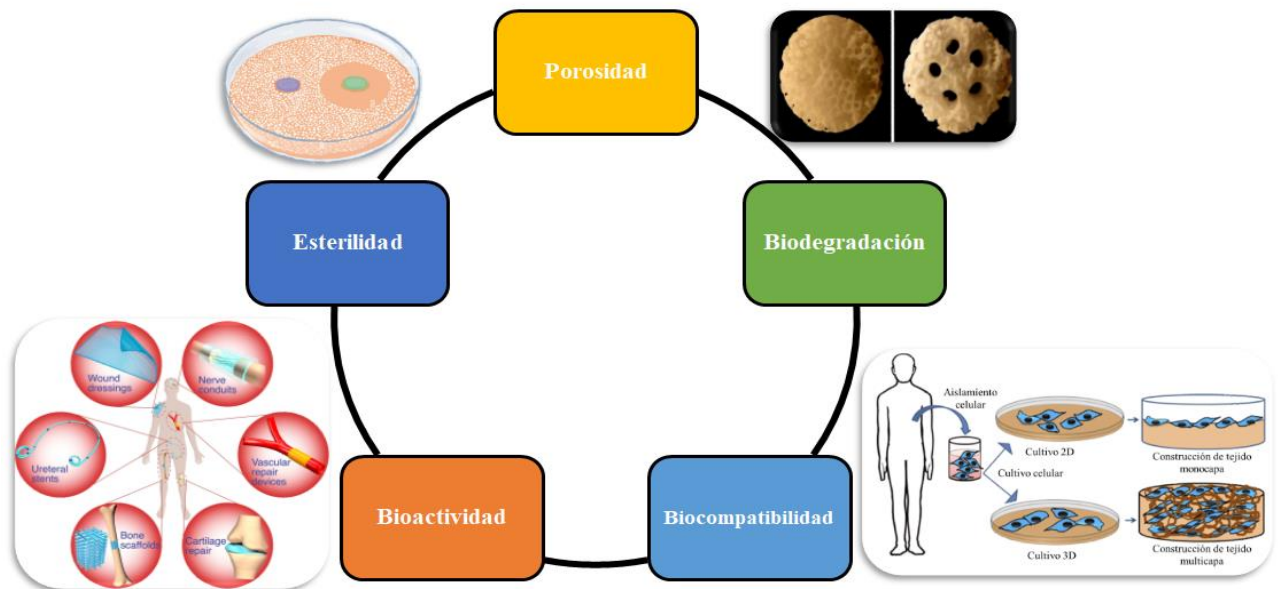 Porosidad
Esterilidad
Biodegradación
Wound
dressings
Nerve
conduits
Ureteral
stents
Vascular
repair
devices
Bone
scaffolds
Cartilage
repair
Bioactividad
Biocompatibilidad
Aislamiento
celular
Cultivo 2D
Construcción de tejido
monocapa
Cultivo celular
Cultivo 3D
Construcción de tejido
multicapa